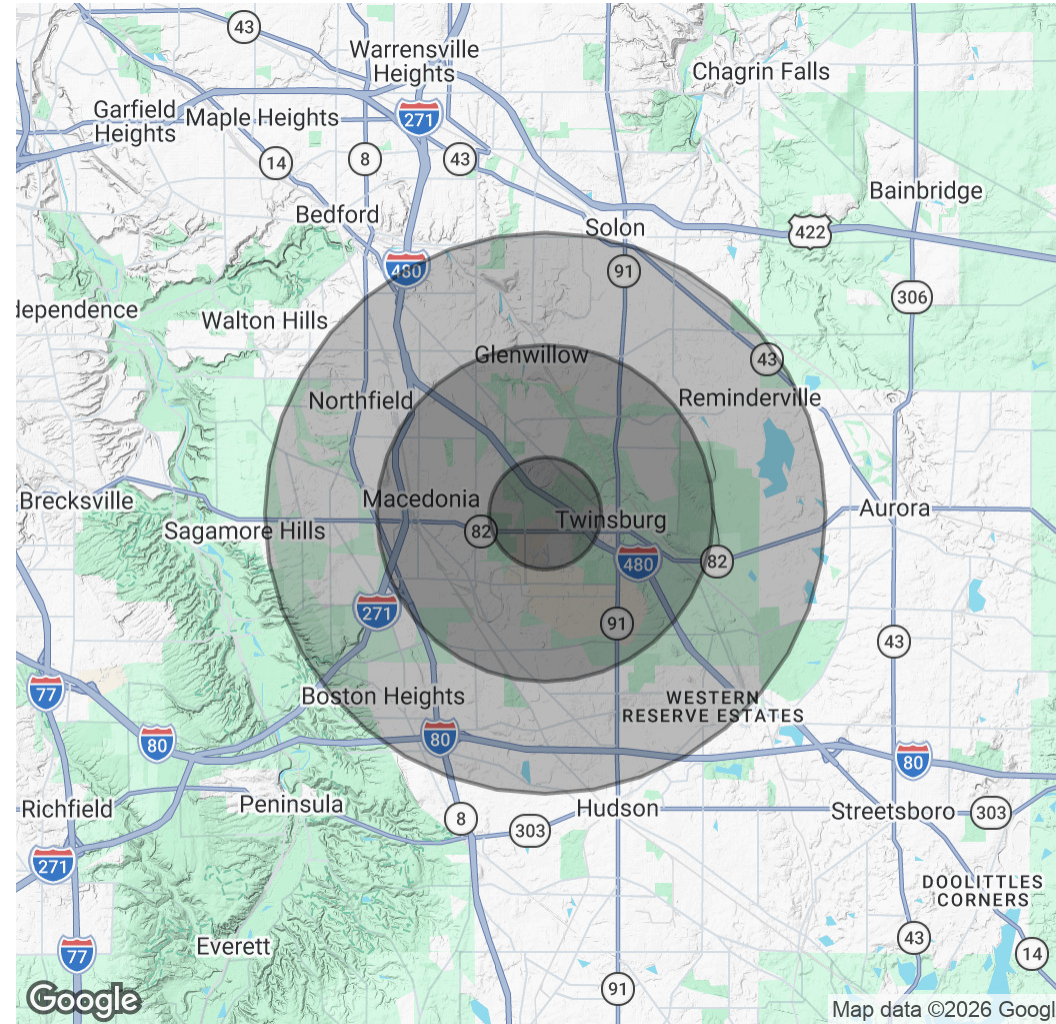 43
Warrensville
Heights
Chagrin Falls
Garfield
Heights
Maple Heights
271
14
8
43
Bainbridge
Bedford
Solon
422
480
91
306
dependence
Walton Hills
Glenwillow
43
Northfield
Reminderville
Brecksville
Macedonia
Aurora
Sagamore Hills
82
Twinsburg
480
82
271
91
43
77
Boston Heights
WESTERN
RESERVE ESTATES
80
80
80
Richfield
Peninsula
8
303
Hudson
Streetsboro
303
271
DOOLITTLES
CORNERS
Everett
77
43
14
91
Google
Map data ©2026 Googl